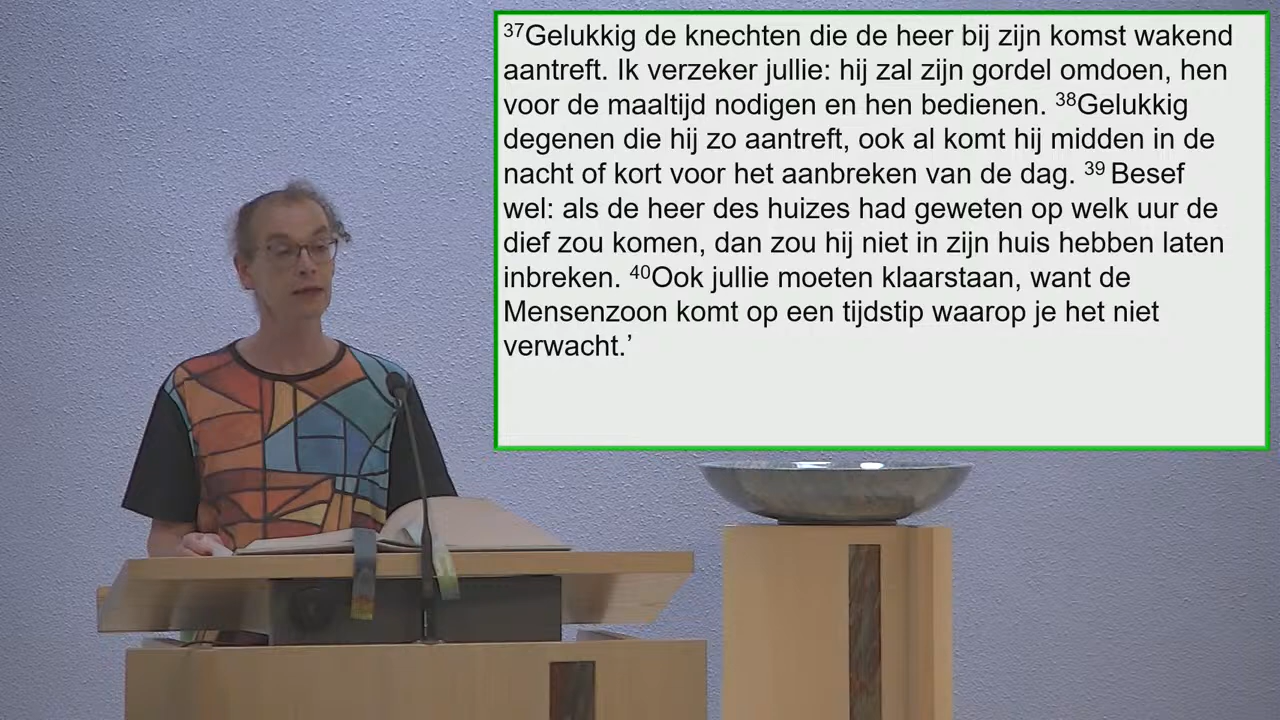 ³⁷Gelukkig de knechten die de heer bij zijn komst wakend
aantreft. Ik verzeker jullie: hij zal zijn gordel omdoen, hen
voor de maaltijd nodigen en hen bedienen. ³⁸Gelukkig
degenen die hij zo aantreft, ook al komt hij midden in de
nacht of kort voor het aanbreken van de dag. ³⁹ Besef
wel: als de heer des huizes had geweten op welk uur de
dief zou komen, dan zou hij niet in zijn huis hebben laten
inbreken. ⁴⁰Ook jullie moeten klaarstaan, want de
Mensenzoon komt op een tijdstip waarop je het niet
verwacht.’